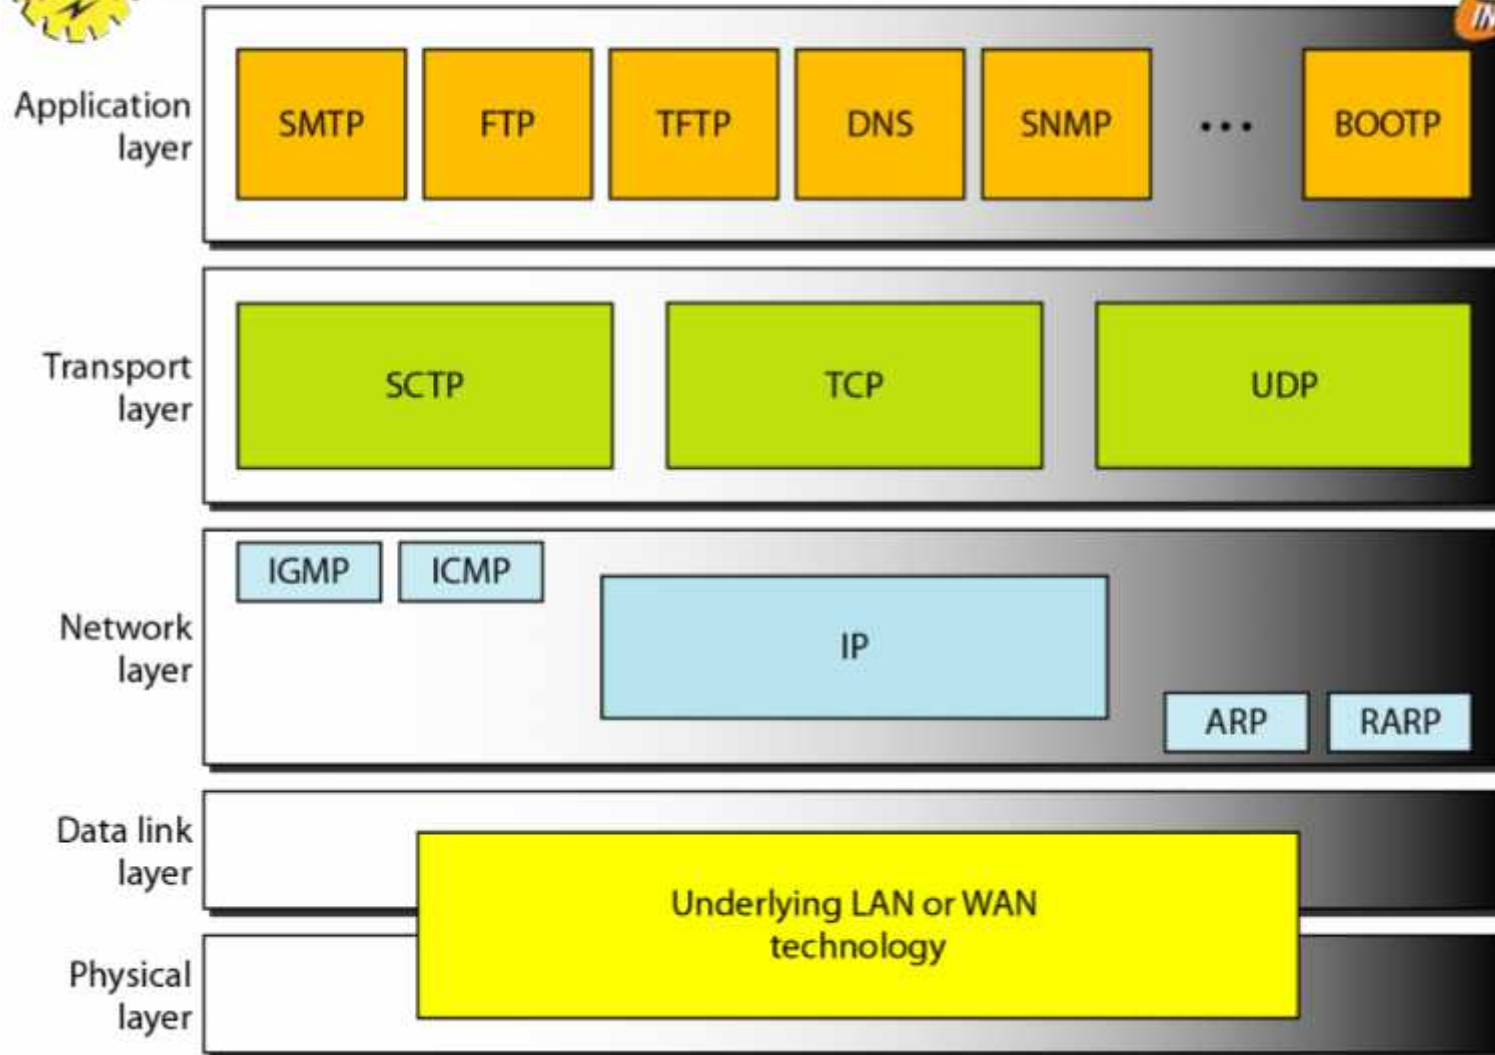 IN
Application
layer
SMTP
FTP
TFTP
DNS
SNMP
...
BOOTP
Transport
layer
SCTP
TCP
UDP
Network
layer
IGMP
ICMP
IP
ARP
RARP
Data link
layer
Underlying LAN or WAN
technology
Physical
layer